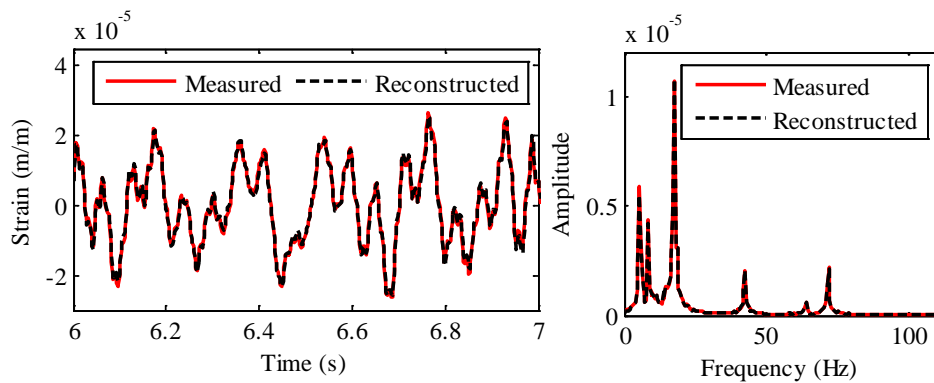 x 10⁻⁵
4
2
0
-2
Strain (m/m)
Measured Reconstructed
6 6.2 6.4 6.6 6.8 7
Time (s)
x 10⁻⁵
1
0.5
0
Amplitude
Measured
Reconstructed
0 50 100
Frequency (Hz)